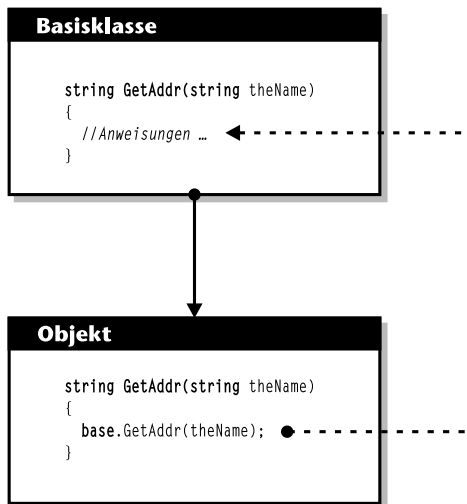 Basisklasse
string GetAddr(string theName)
{
//Anweisungen …
}
Objekt
string GetAddr(string theName)
{
base.GetAddr(theName);
}